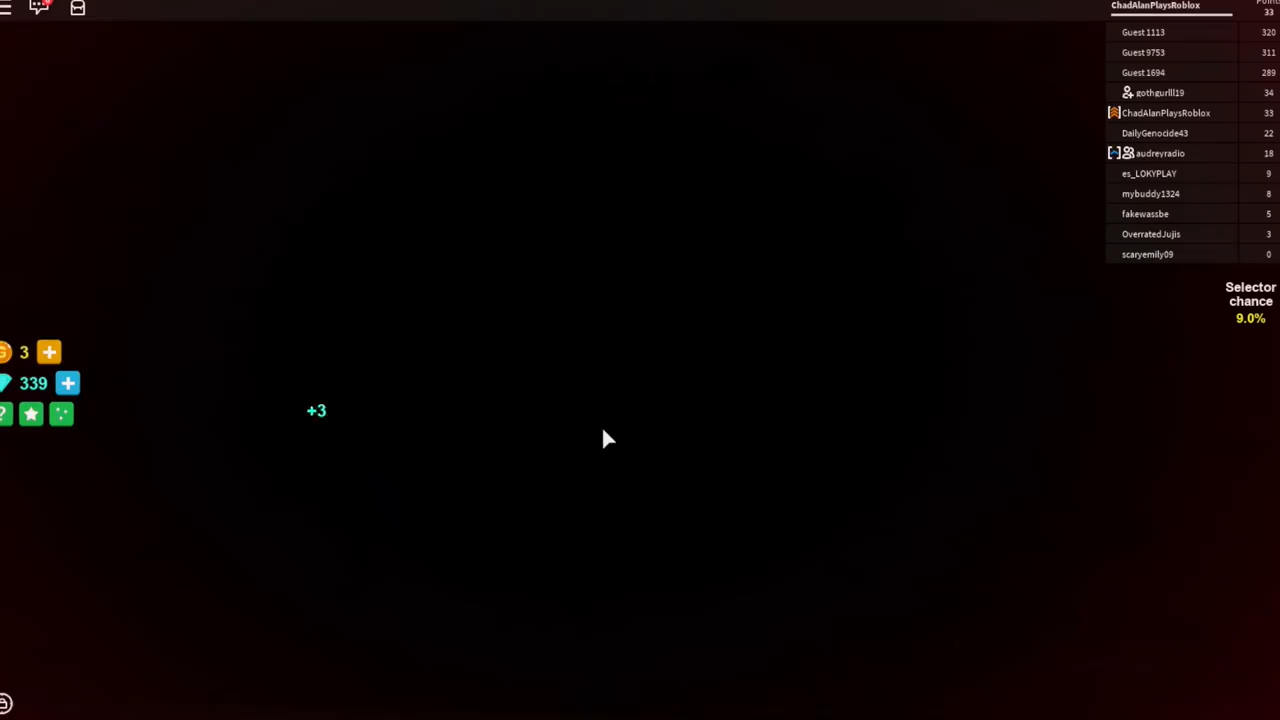 ChadAlanPlaysRoblox
33
Guest 1113 320
Guest 9753 311
Guest 1694 289
gothgurlll19 34
ChadAlanPlaysRoblox 33
DailyGenocide43 22
audreyradio 18
es_LOKYPLAY 9
mybuddy1324 8
fakewassbe 5
OverratedJujis 3
scaryemily09 0
Selector
chance
9.0%
3
339
+3